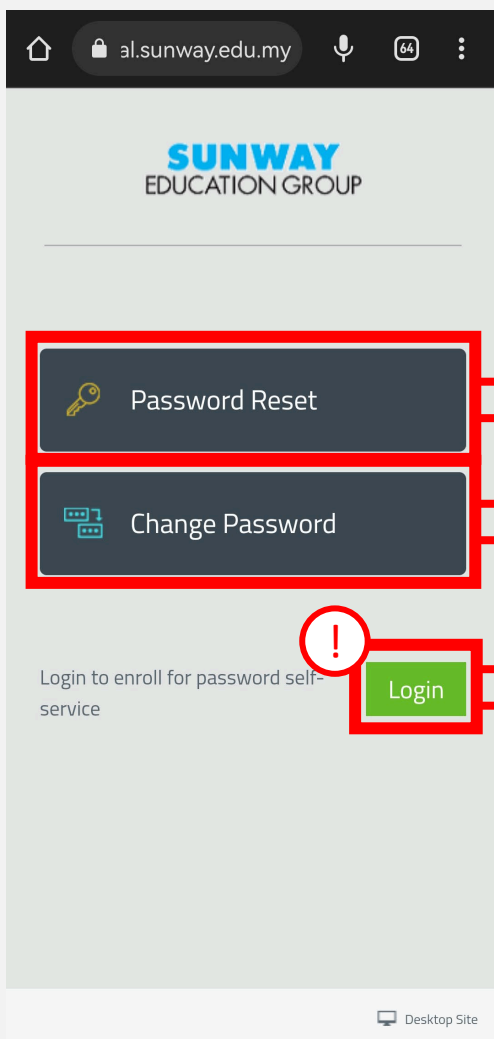 al.sunway.edu.my 64
SUNWAY
EDUCATION GROUP
Password Reset
Change Password
!
Login to enroll for password self-
service
Login
Desktop Site